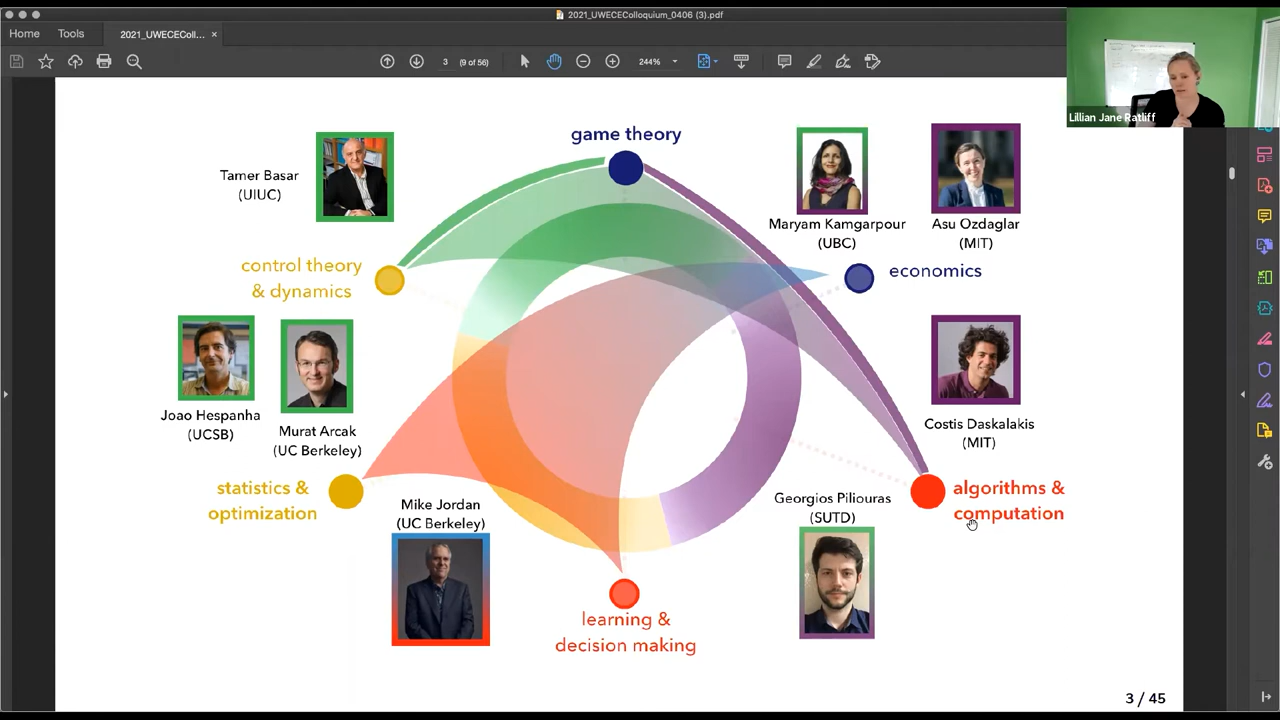 2021_UWECEColloquium_0406 (3).pdf
Home
Tools
2021_UWECEColl...
3
(9 of 56)
244%
Lillian Jane Ratliff
game theory
Tamer Basar
(UIUC)
Maryam Kamgarpour
(UBC)
Asu Ozdaglar
(MIT)
control theory
& dynamics
economics
Joao Hespanha
(UCSB)
Murat Arcak
(UC Berkeley)
Costis Daskalakis
(MIT)
statistics &
optimization
Mike Jordan
(UC Berkeley)
Georgios Piliouras
(SUTD)
algorithms &
computation
learning &
decision making
3 / 45